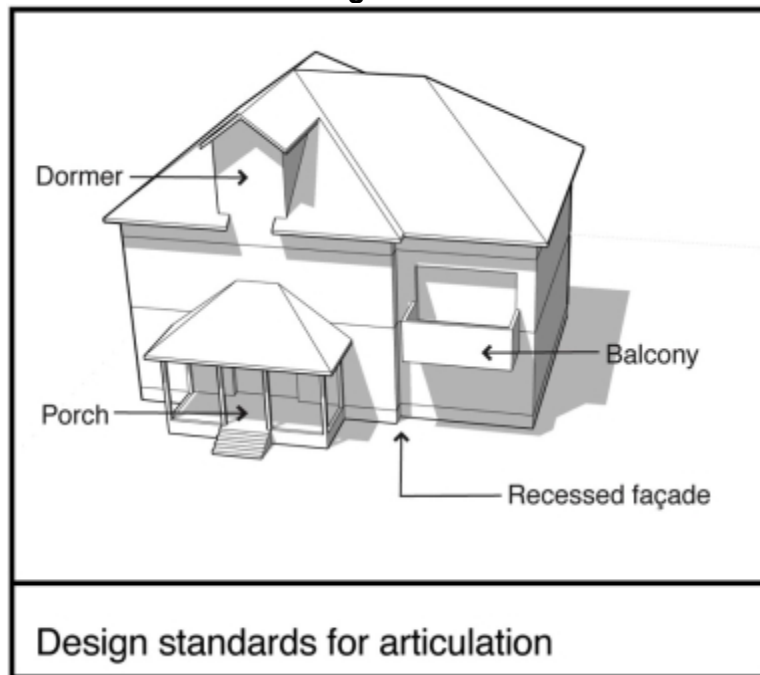 Dormer
Balcony
Porch
Recessed façade
Design standards for articulation